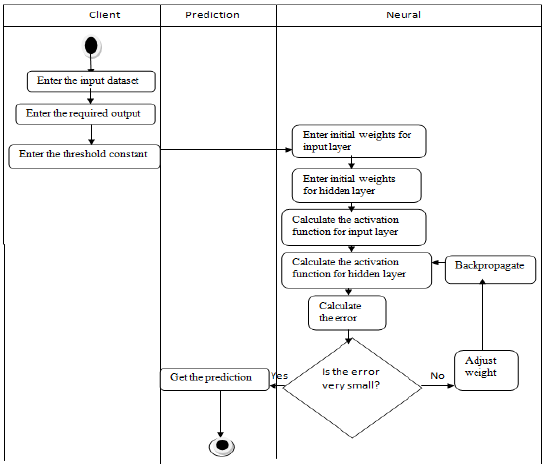 Client
Prediction
Neural
Enter the input dataset
Enter the required output
Enter the threshold constant
Enter initial weights for
input layer
Enter initial weights
for hidden layer
Calculate the activation
function for input layer
Calculate the activation
function for hidden layer
Backpropagate
Calculate
the error
Is the error
very small?
Yes
No
Adjust
weight
Get the prediction